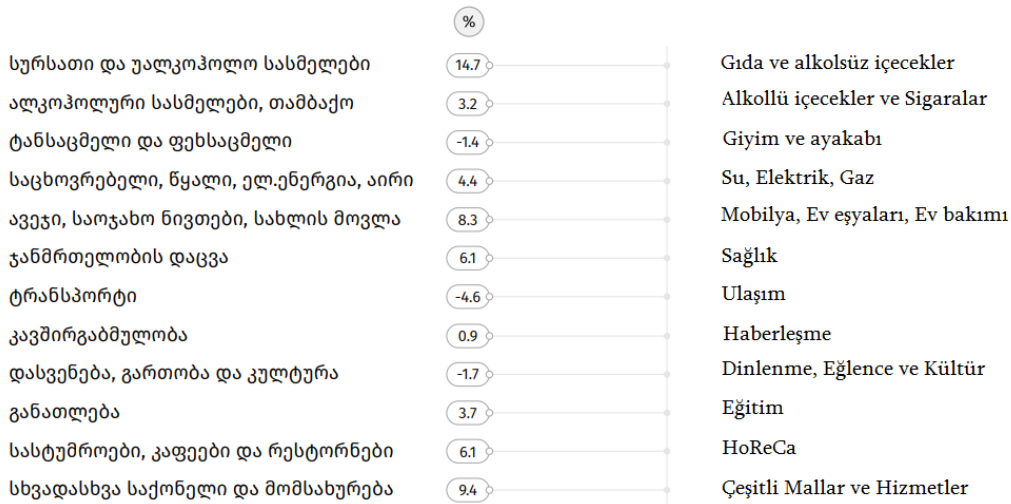 %
სურსათი და უალკოჰოლო სასმელები 14.7 Gıda ve alkolsüz içecekler
ალკოჰოლური სასმელები, თამბაქო 3.2 Alkollü içecekler ve Sigaralar
ტანსაცმელი და ფეხსაცმელი -1.4 Giyim ve ayakabı
საცხოვრებელი, წყალი, ელ.ენერგია, აირი 4.4 Su, Elektrik, Gaz
ავეჯი, საოჯახო ნივთები, სახლის მოვლა 8.3 Mobilya, Ev eşyaları, Ev bakımı
ჯანმრთელობის დაცვა 6.1 Sağlık
ტრანსპორტი -4.6 Ulaşım
კავშირგაბმულობა 0.9 Haberleşme
დასვენება, გართობა და კულტურა -1.7 Dinlenme, Eğlence ve Kültür
განათლება 3.7 Eğitim
სასტუმროები, კაფეები და რესტორნები 6.1 HoReCa
სხვადასხვა საქონელი და მომსახურება 9.4 Çeşitli Mallar ve Hizmetler